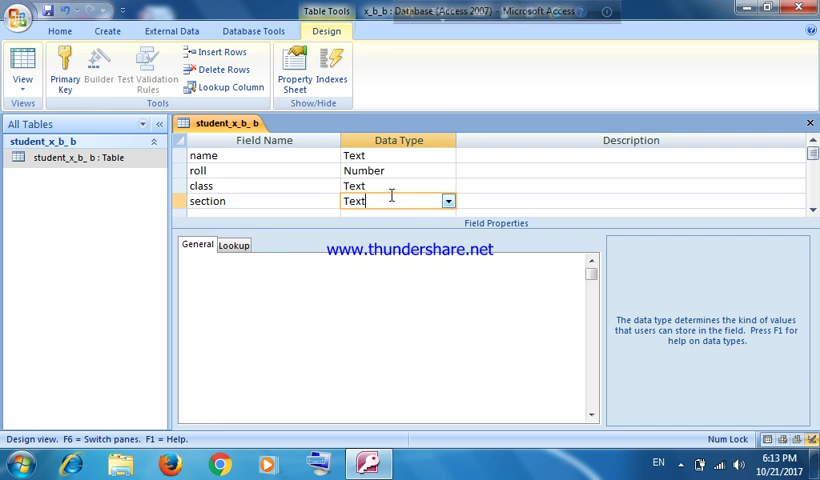 Table Tools
x_b_b : Database (Access 2007) - Microsoft Access
Home
Create
External Data
Database Tools
Design
View
Primary Key
Builder
Test Validation Rules
Insert Rows
Delete Rows
Lookup Column
Property Sheet
Indexes
Views
Tools
Show/Hide
All Tables
student_x_b_ b
student_x_b_ b : Table
student_x_b_ b
Field Name
Data Type
Description
name
Text
roll
Number
class
Text
section
Text
Field Properties
General
Lookup
www.thundershare.net
The data type determines the kind of values
that users can store in the field. Press F1 for
help on data types.
Design view. F6 = Switch panes. F1 = Help.
Num Lock
EN
6:13 PM
10/21/2017